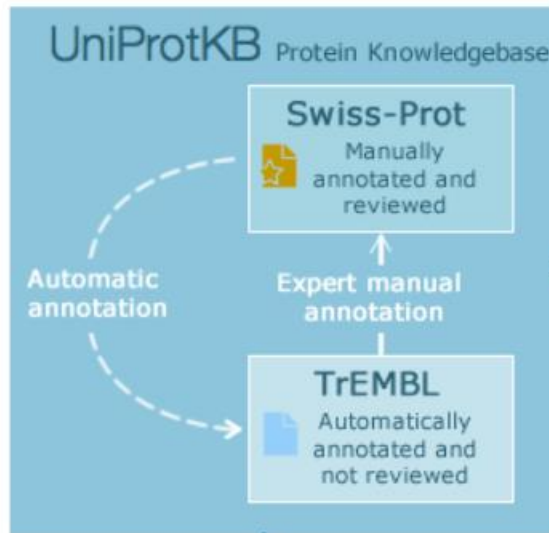 UniProtKB Protein Knowledgebase
Swiss-Prot
Manually
annotated and
reviewed
Automatic
annotation
Expert manual
annotation
TrEMBL
Automatically
annotated and
not reviewed